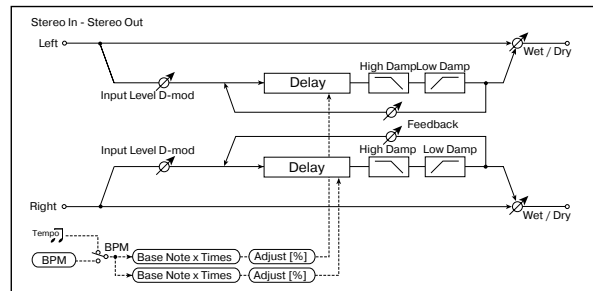 Stereo In - Stereo Out
Left
Wet / Dry
High Damp Low Damp
Delay
Input Level D-mod
Feedback
Input Level D-mod
High Damp Low Damp
Delay
Right
Wet / Dry
Tempo
BPM
BPM
Base Note x Times Adjust [%]
Base Note x Times Adjust [%]